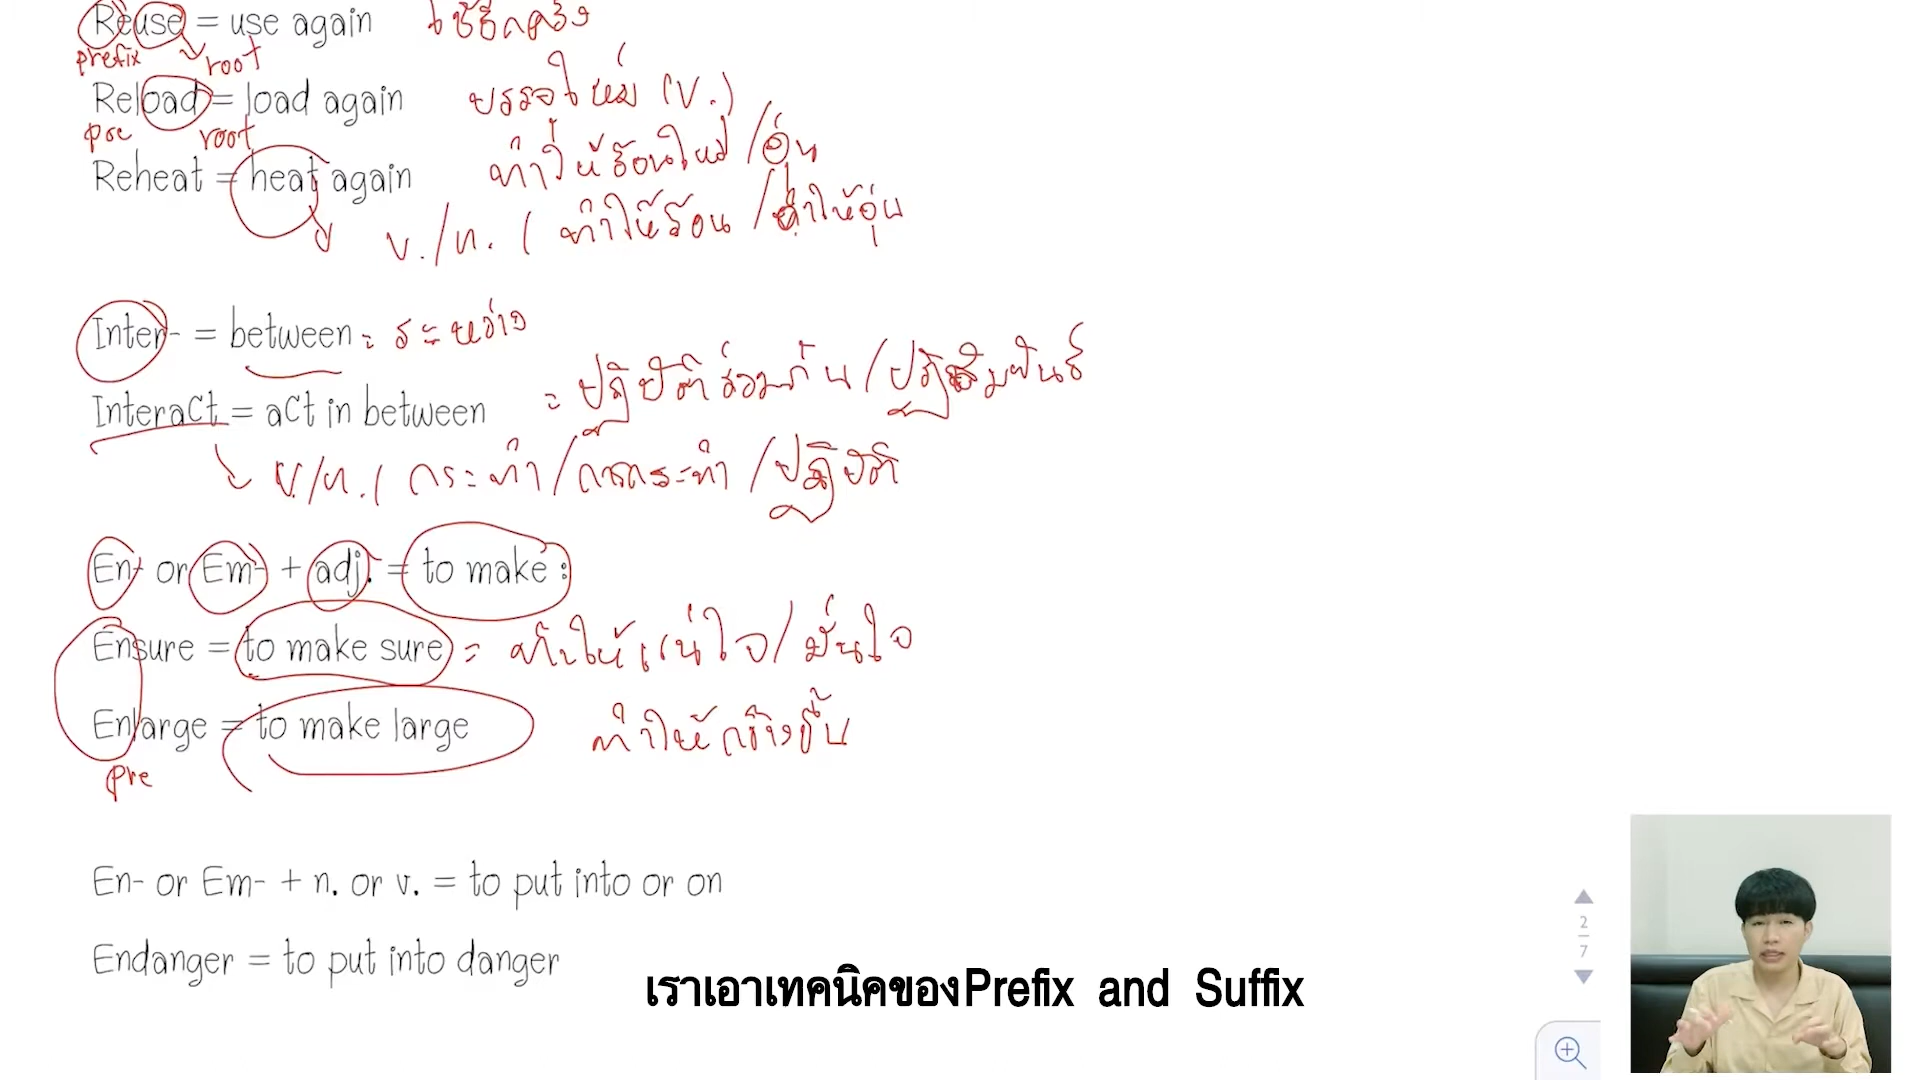 Reuse = use again ใช้อีกครั้ง
prefix root
Reload = load again บรรจุใหม่ (v.)
pre root
Reheat = heat again ทำให้ร้อนใหม่ / อุ่น
v./n. ( ทำให้ร้อน / ทำให้อุ่น
Inter- = between = ระหว่าง
Interact = act in between = ปฏิบัติร่วมกัน / ปฏิสัมพันธ์
v./n. ( กระทำ / การกระทำ / ปฏิบัติ
En- or Em- + adj. = to make :
Ensure = to make sure = ทำให้แน่ใจ / มั่นใจ
Enlarge = to make large ทำให้กว้างขึ้น
pre
En- or Em- + n. or v. = to put into or on
Endanger = to put into danger
2
7
เราเอาเทคนิคของPrefix and Suffix